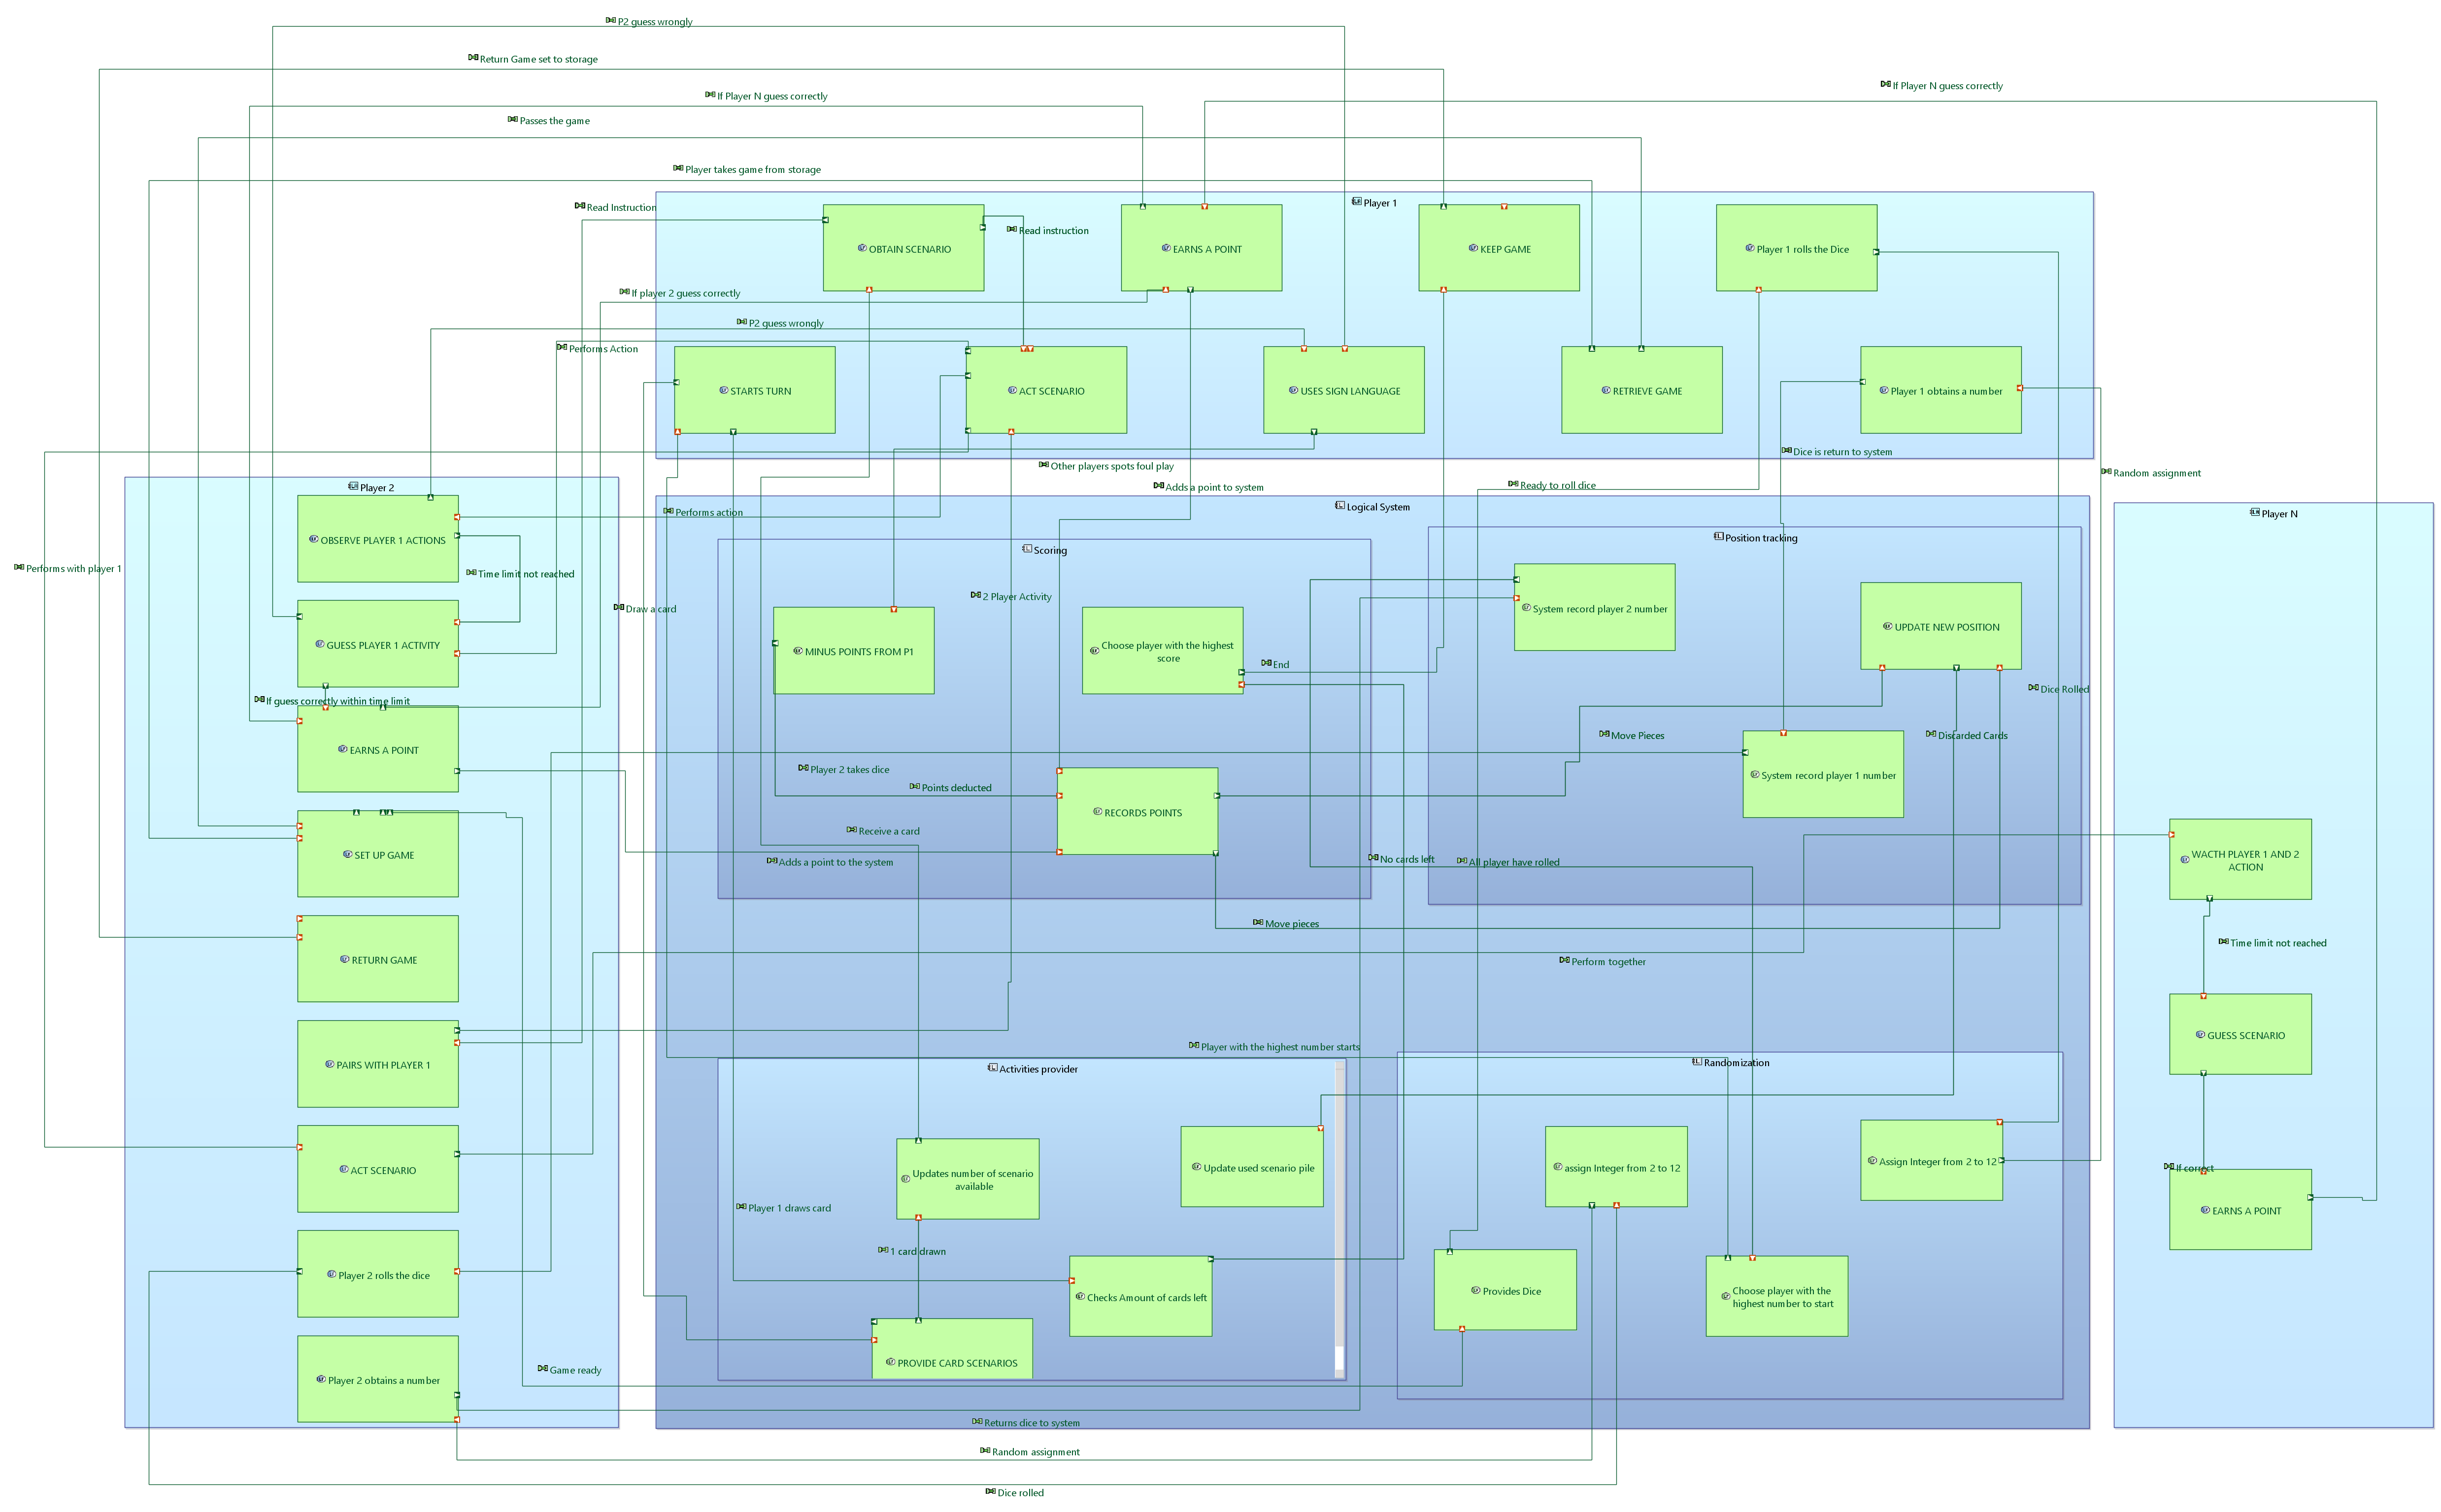 P2 guess wrongly
Return Game set to storage
If Player N guess correctly
If Player N guess correctly
Passes the game
Player takes game from storage
Player 1
Read Instruction
Read instruction
OBTAIN SCENARIO
EARNS A POINT
KEEP GAME
Player 1 rolls the Dice
If player 2 guess correctly
P2 guess wrongly
Performs Action
STARTS TURN
ACT SCENARIO
USES SIGN LANGUAGE
RETRIEVE GAME
Player 1 obtains a number
Dice is return to system
Other players spots foul play
Random assignment
Adds a point to system
Ready to roll dice
Player 2
Logical System
Performs action
Player N
OBSERVE PLAYER 1 ACTIONS
Position tracking
Scoring
Performs with player 1
Time limit not reached
2 Player Activity
Draw a card
System record player 2 number
UPDATE NEW POSITION
GUESS PLAYER 1 ACTIVITY
MINUS POINTS FROM P1
Choose player with the highest
score
End
Dice Rolled
If guess correctly within time limit
Move Pieces
Discarded Cards
EARNS A POINT
Player 2 takes dice
System record player 1 number
Points deducted
RECORDS POINTS
Receive a card
SET UP GAME
Adds a point to the system
No cards left
All player have rolled
WACTH PLAYER 1 AND 2
ACTION
Move pieces
Time limit not reached
RETURN GAME
Perform together
GUESS SCENARIO
Player with the highest number starts
PAIRS WITH PLAYER 1
Activities provider
Randomization
ACT SCENARIO
Updates number of scenario
available
Update used scenario pile
assign Integer from 2 to 12
Assign Integer from 2 to 12
If correct
Player 1 draws card
EARNS A POINT
1 card drawn
Player 2 rolls the dice
Checks Amount of cards left
Provides Dice
Choose player with the
highest number to start
PROVIDE CARD SCENARIOS
Game ready
Player 2 obtains a number
Returns dice to system
Random assignment
Dice rolled